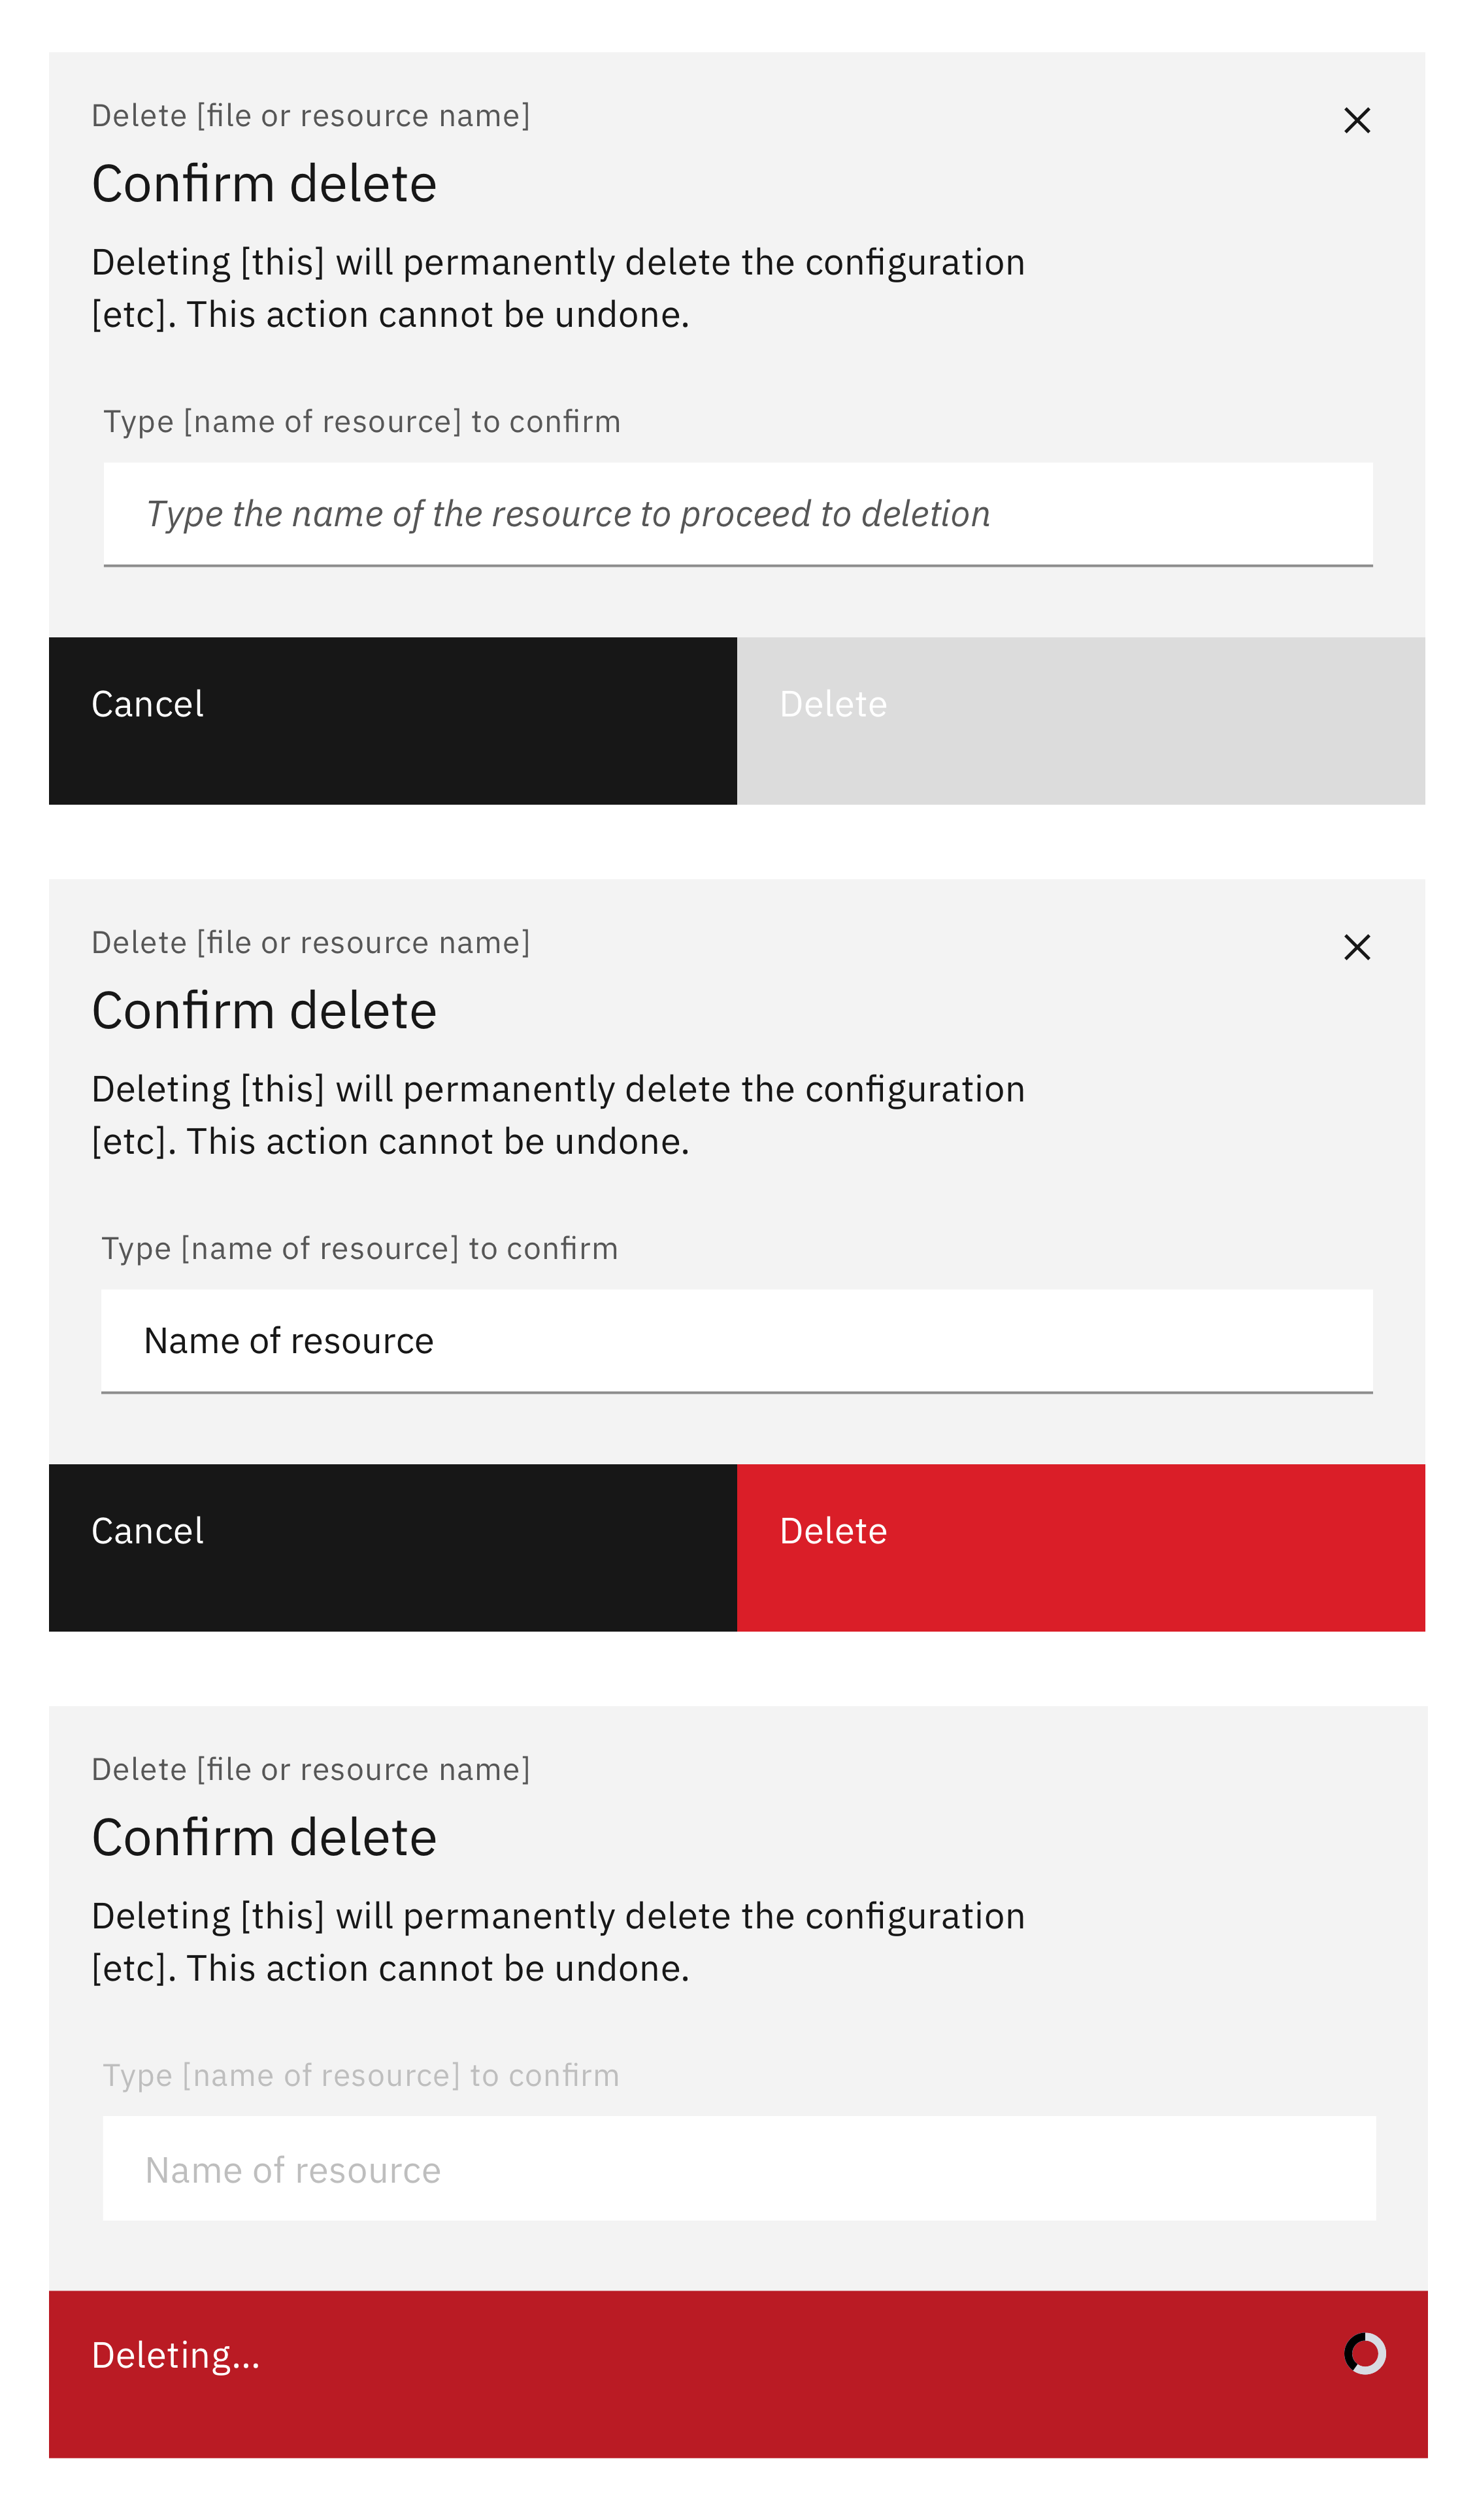 Delete [file or resource name]
Confirm delete
Deleting [this] will permanently delete the configuration
[etc]. This action cannot be undone.
Type [name of resource] to confirm
Type the name of the resource to proceed to deletion
Cancel
Delete
Delete [file or resource name]
Confirm delete
Deleting [this] will permanently delete the configuration
[etc]. This action cannot be undone.
Type [name of resource] to confirm
Name of resource
Cancel
Delete
Delete [file or resource name]
Confirm delete
Deleting [this] will permanently delete the configuration
[etc]. This action cannot be undone.
Type [name of resource] to confirm
Name of resource
Deleting...